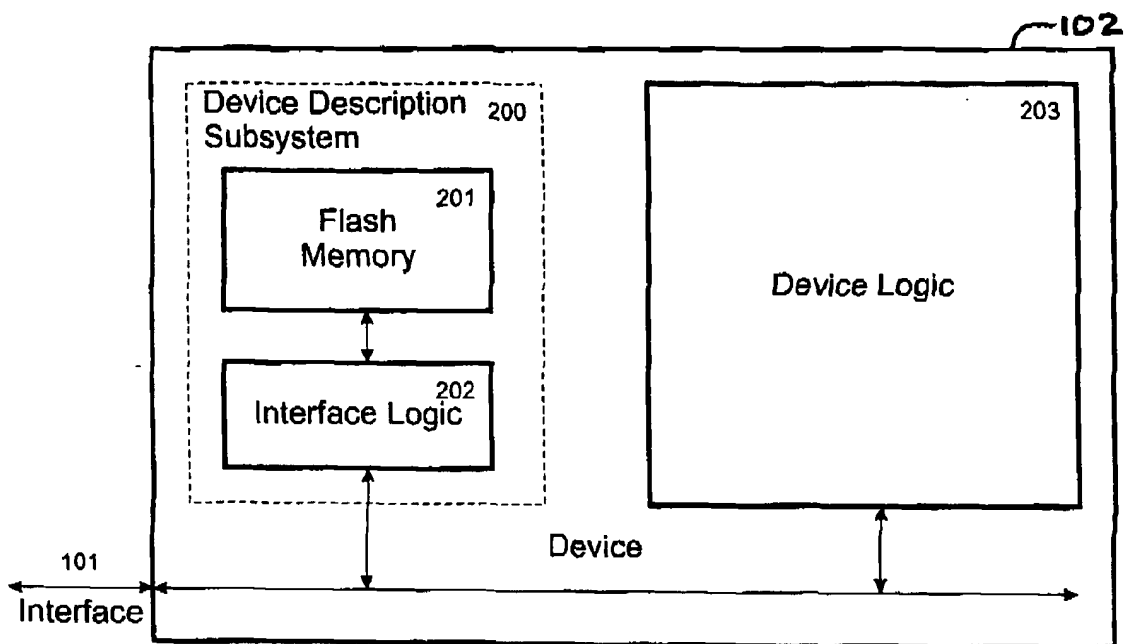 102
Device Description
200
Subsystem
201
Flash
Memory
202
Interface Logic
203
Device Logic
Device
101
Interface